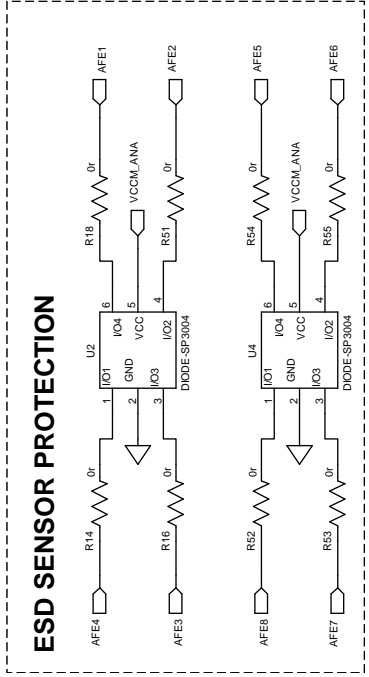 ESD SENSOR PROTECTION
R14 0r U2 R18 0r
AFE4 AFE1
1 I/O1 I/O4 6
VCCM_ANA
2 GND VCC 5
R16 0r R51 0r
3 I/O3 I/O2 4
AFE3 AFE2
DIODE-SP3004
R52 0r U4 R54 0r
AFE8 AFE5
1 I/O1 I/O4 6
VCCM_ANA
2 GND VCC 5
R53 0r R55 0r
3 I/O3 I/O2 4
AFE7 AFE6
DIODE-SP3004